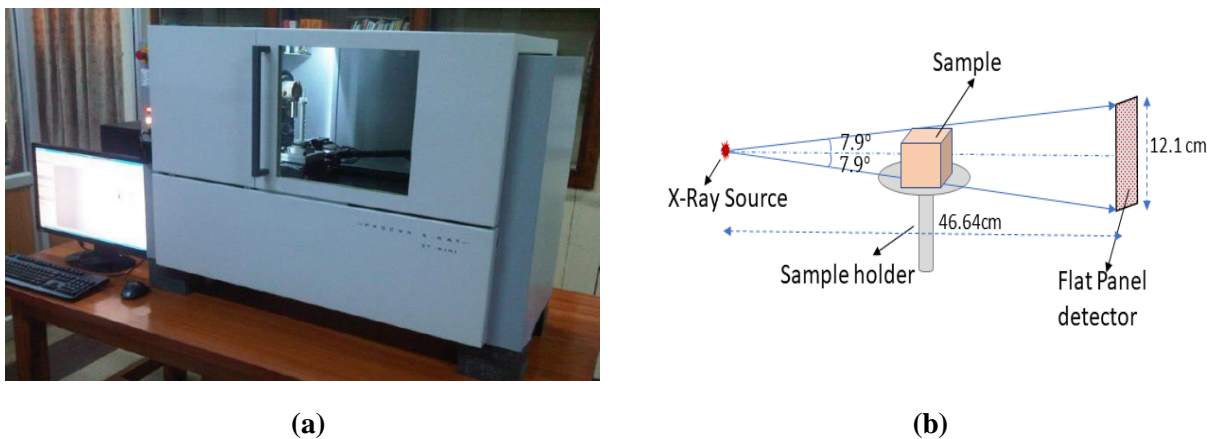 Sample
7.9°
7.9°
12.1 cm
X-Ray Source
46.64cm
Sample holder
Flat Panel
detector
(a)
(b)